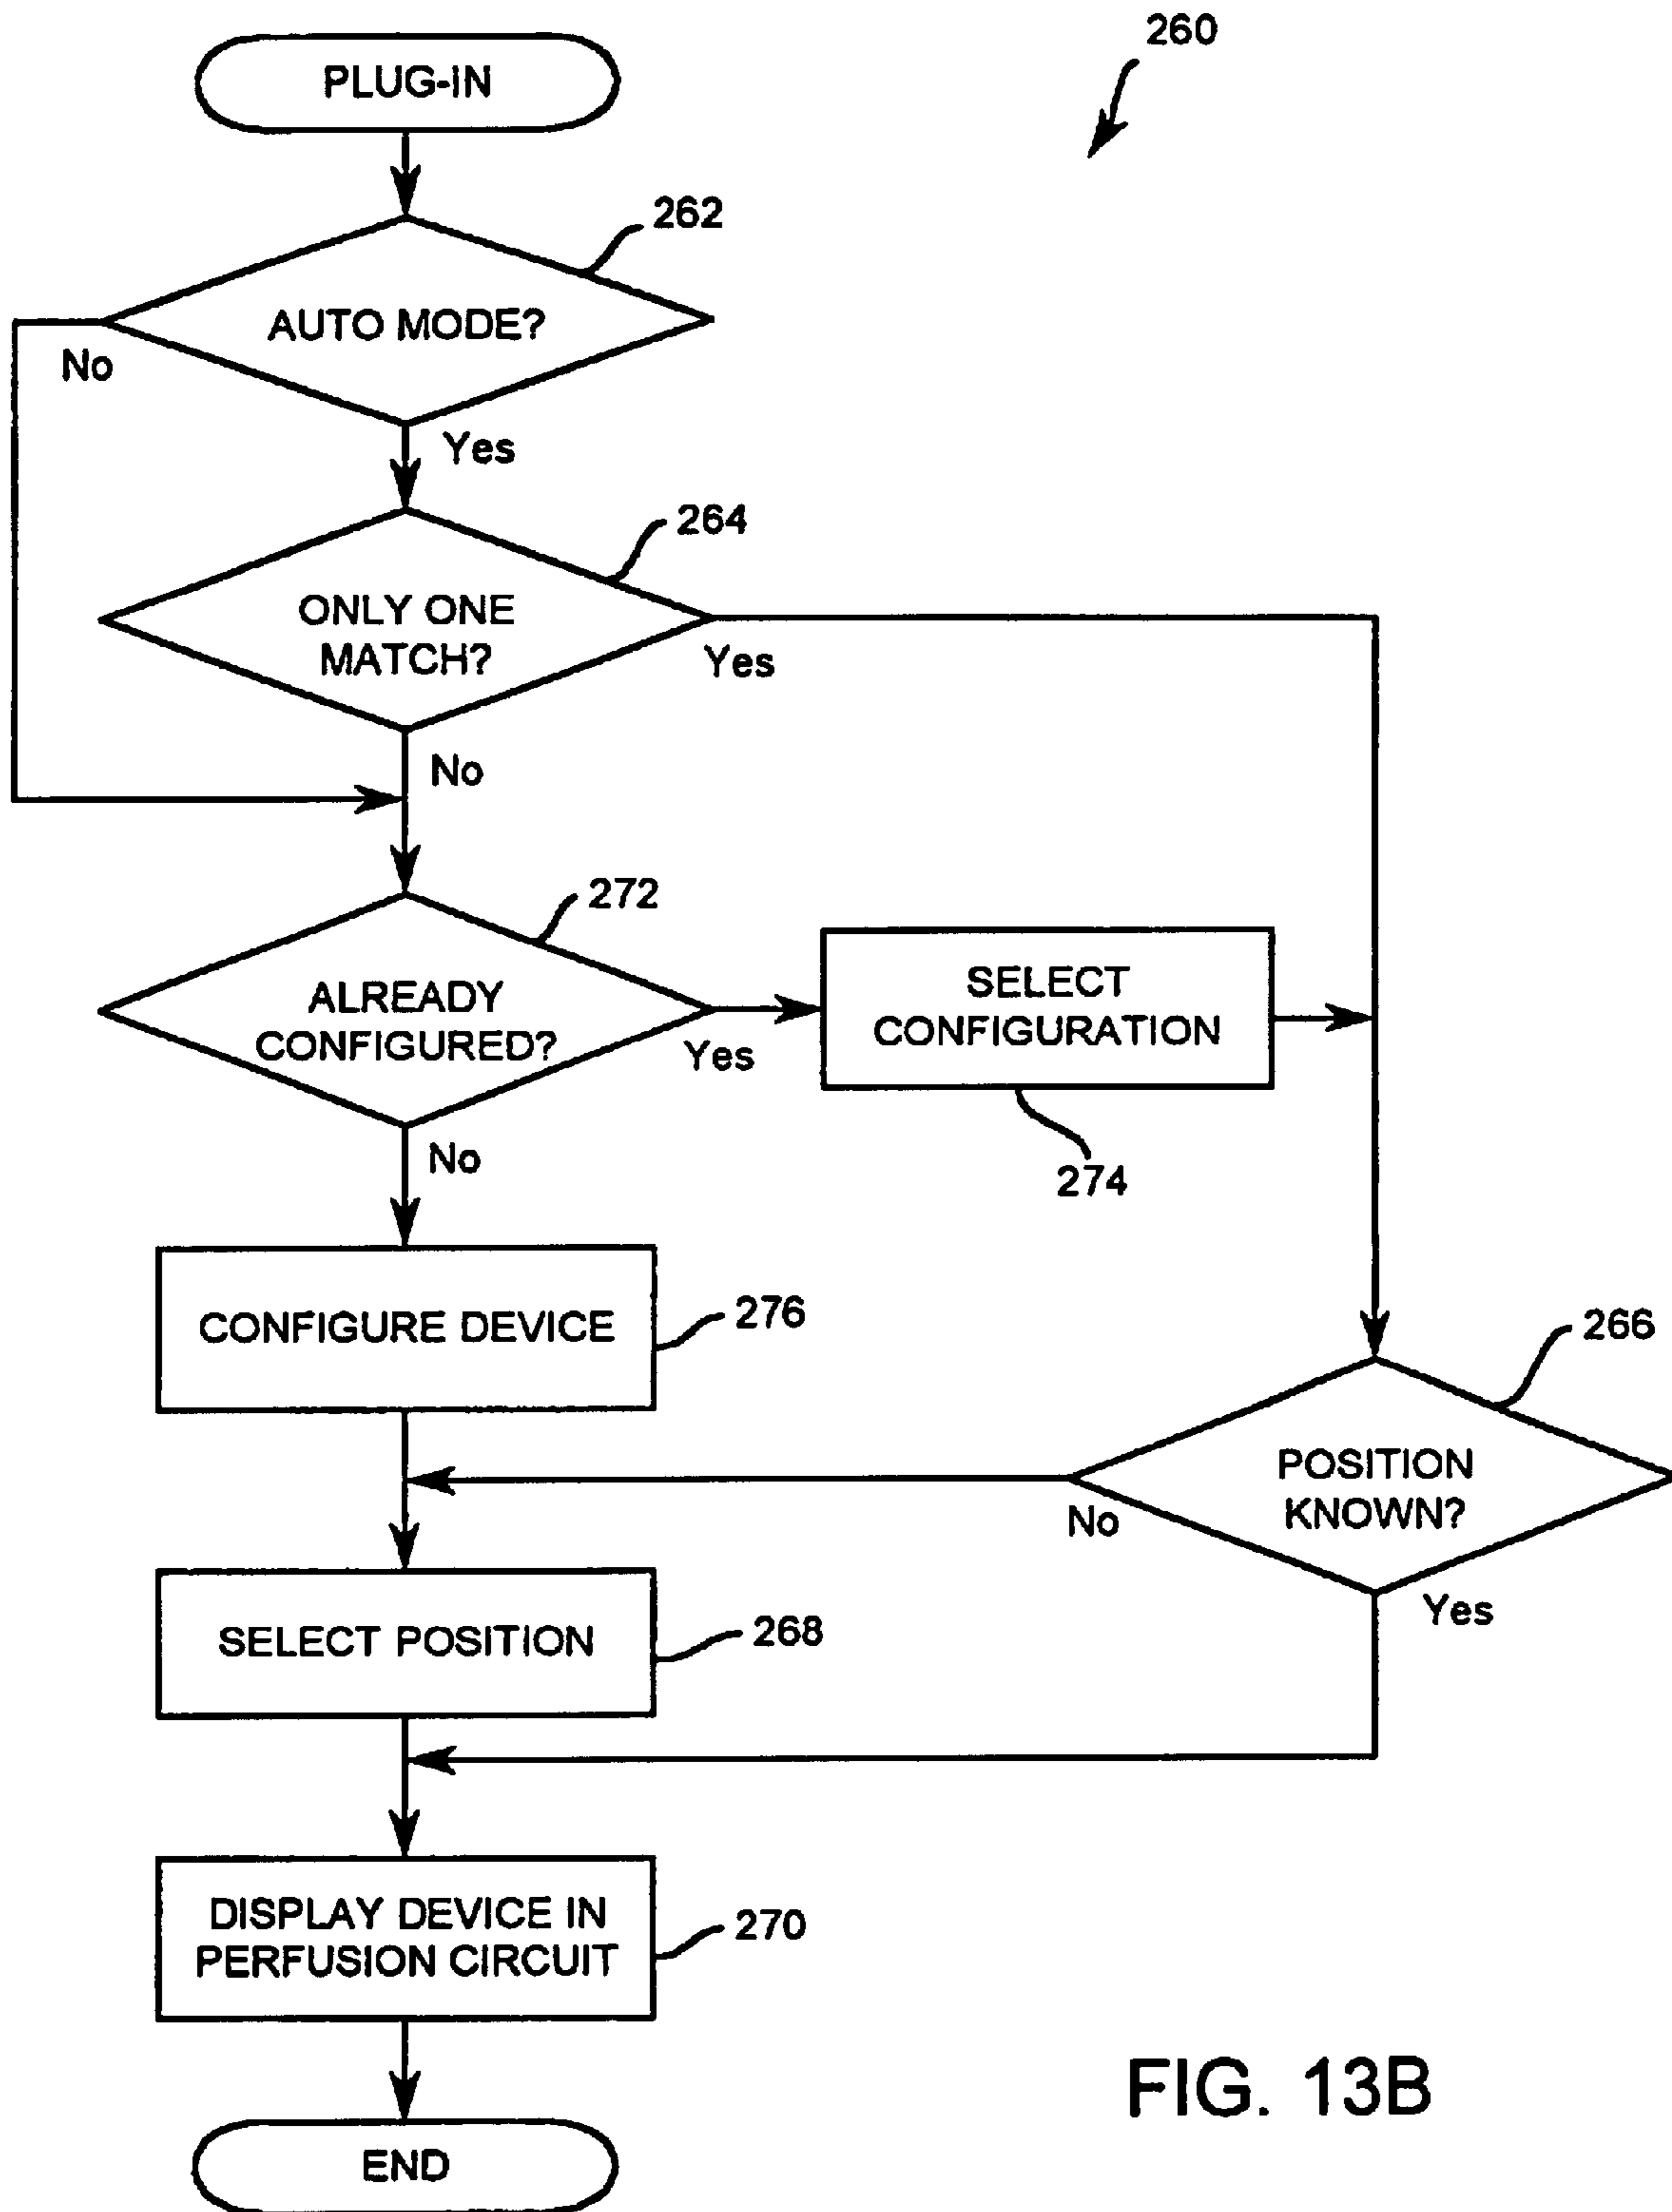 260
PLUG-IN
262
AUTO MODE?
No
Yes
264
ONLY ONE
MATCH?
Yes
No
272
ALREADY
CONFIGURED?
Yes
SELECT
CONFIGURATION
274
No
CONFIGURE DEVICE
276
266
POSITION
KNOWN?
No
Yes
SELECT POSITION
268
DISPLAY DEVICE IN
PERFUSION CIRCUIT
270
END
FIG. 13B